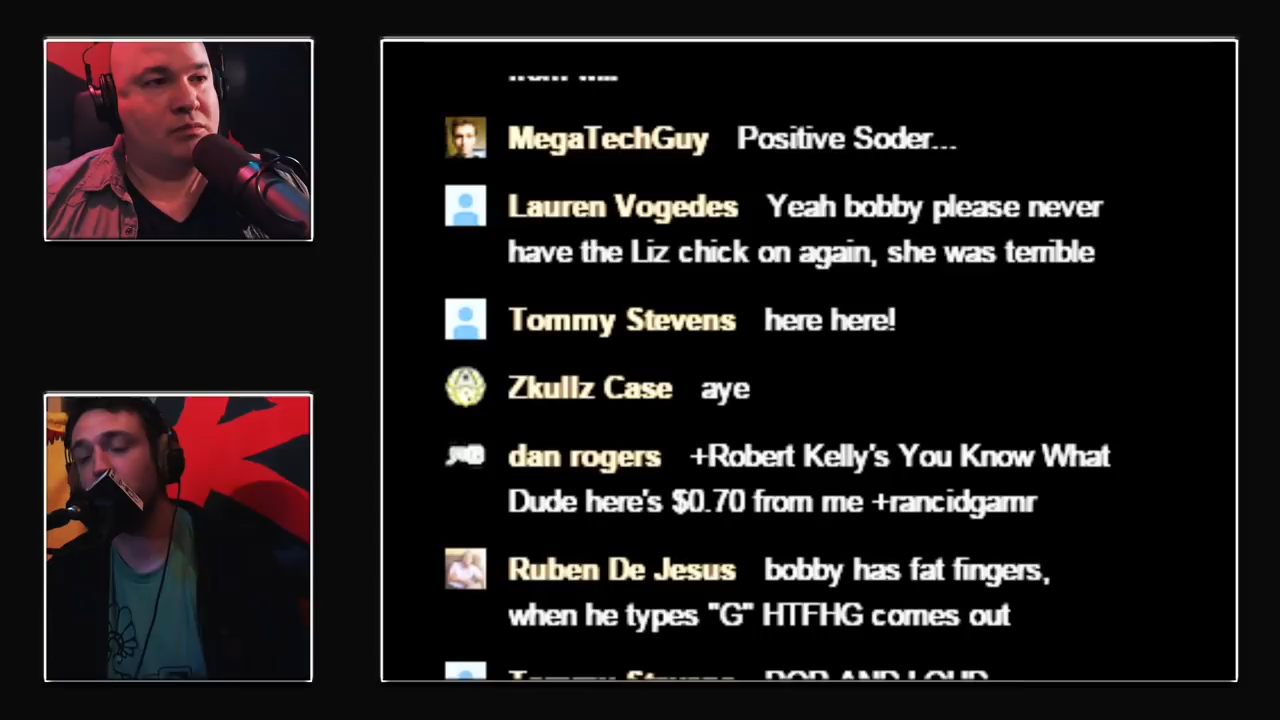 MegaTechGuy Positive Soder...
Lauren Vogedes Yeah bobby please never
have the Liz chick on again, she was terrible
Tommy Stevens here here!
Zkullz Case aye
dan rogers +Robert Kelly's You Know What
Dude here's $0.70 from me +rancidgamr
Ruben De Jesus bobby has fat fingers,
when he types "G" HTFHG comes out
Tommy Stevens